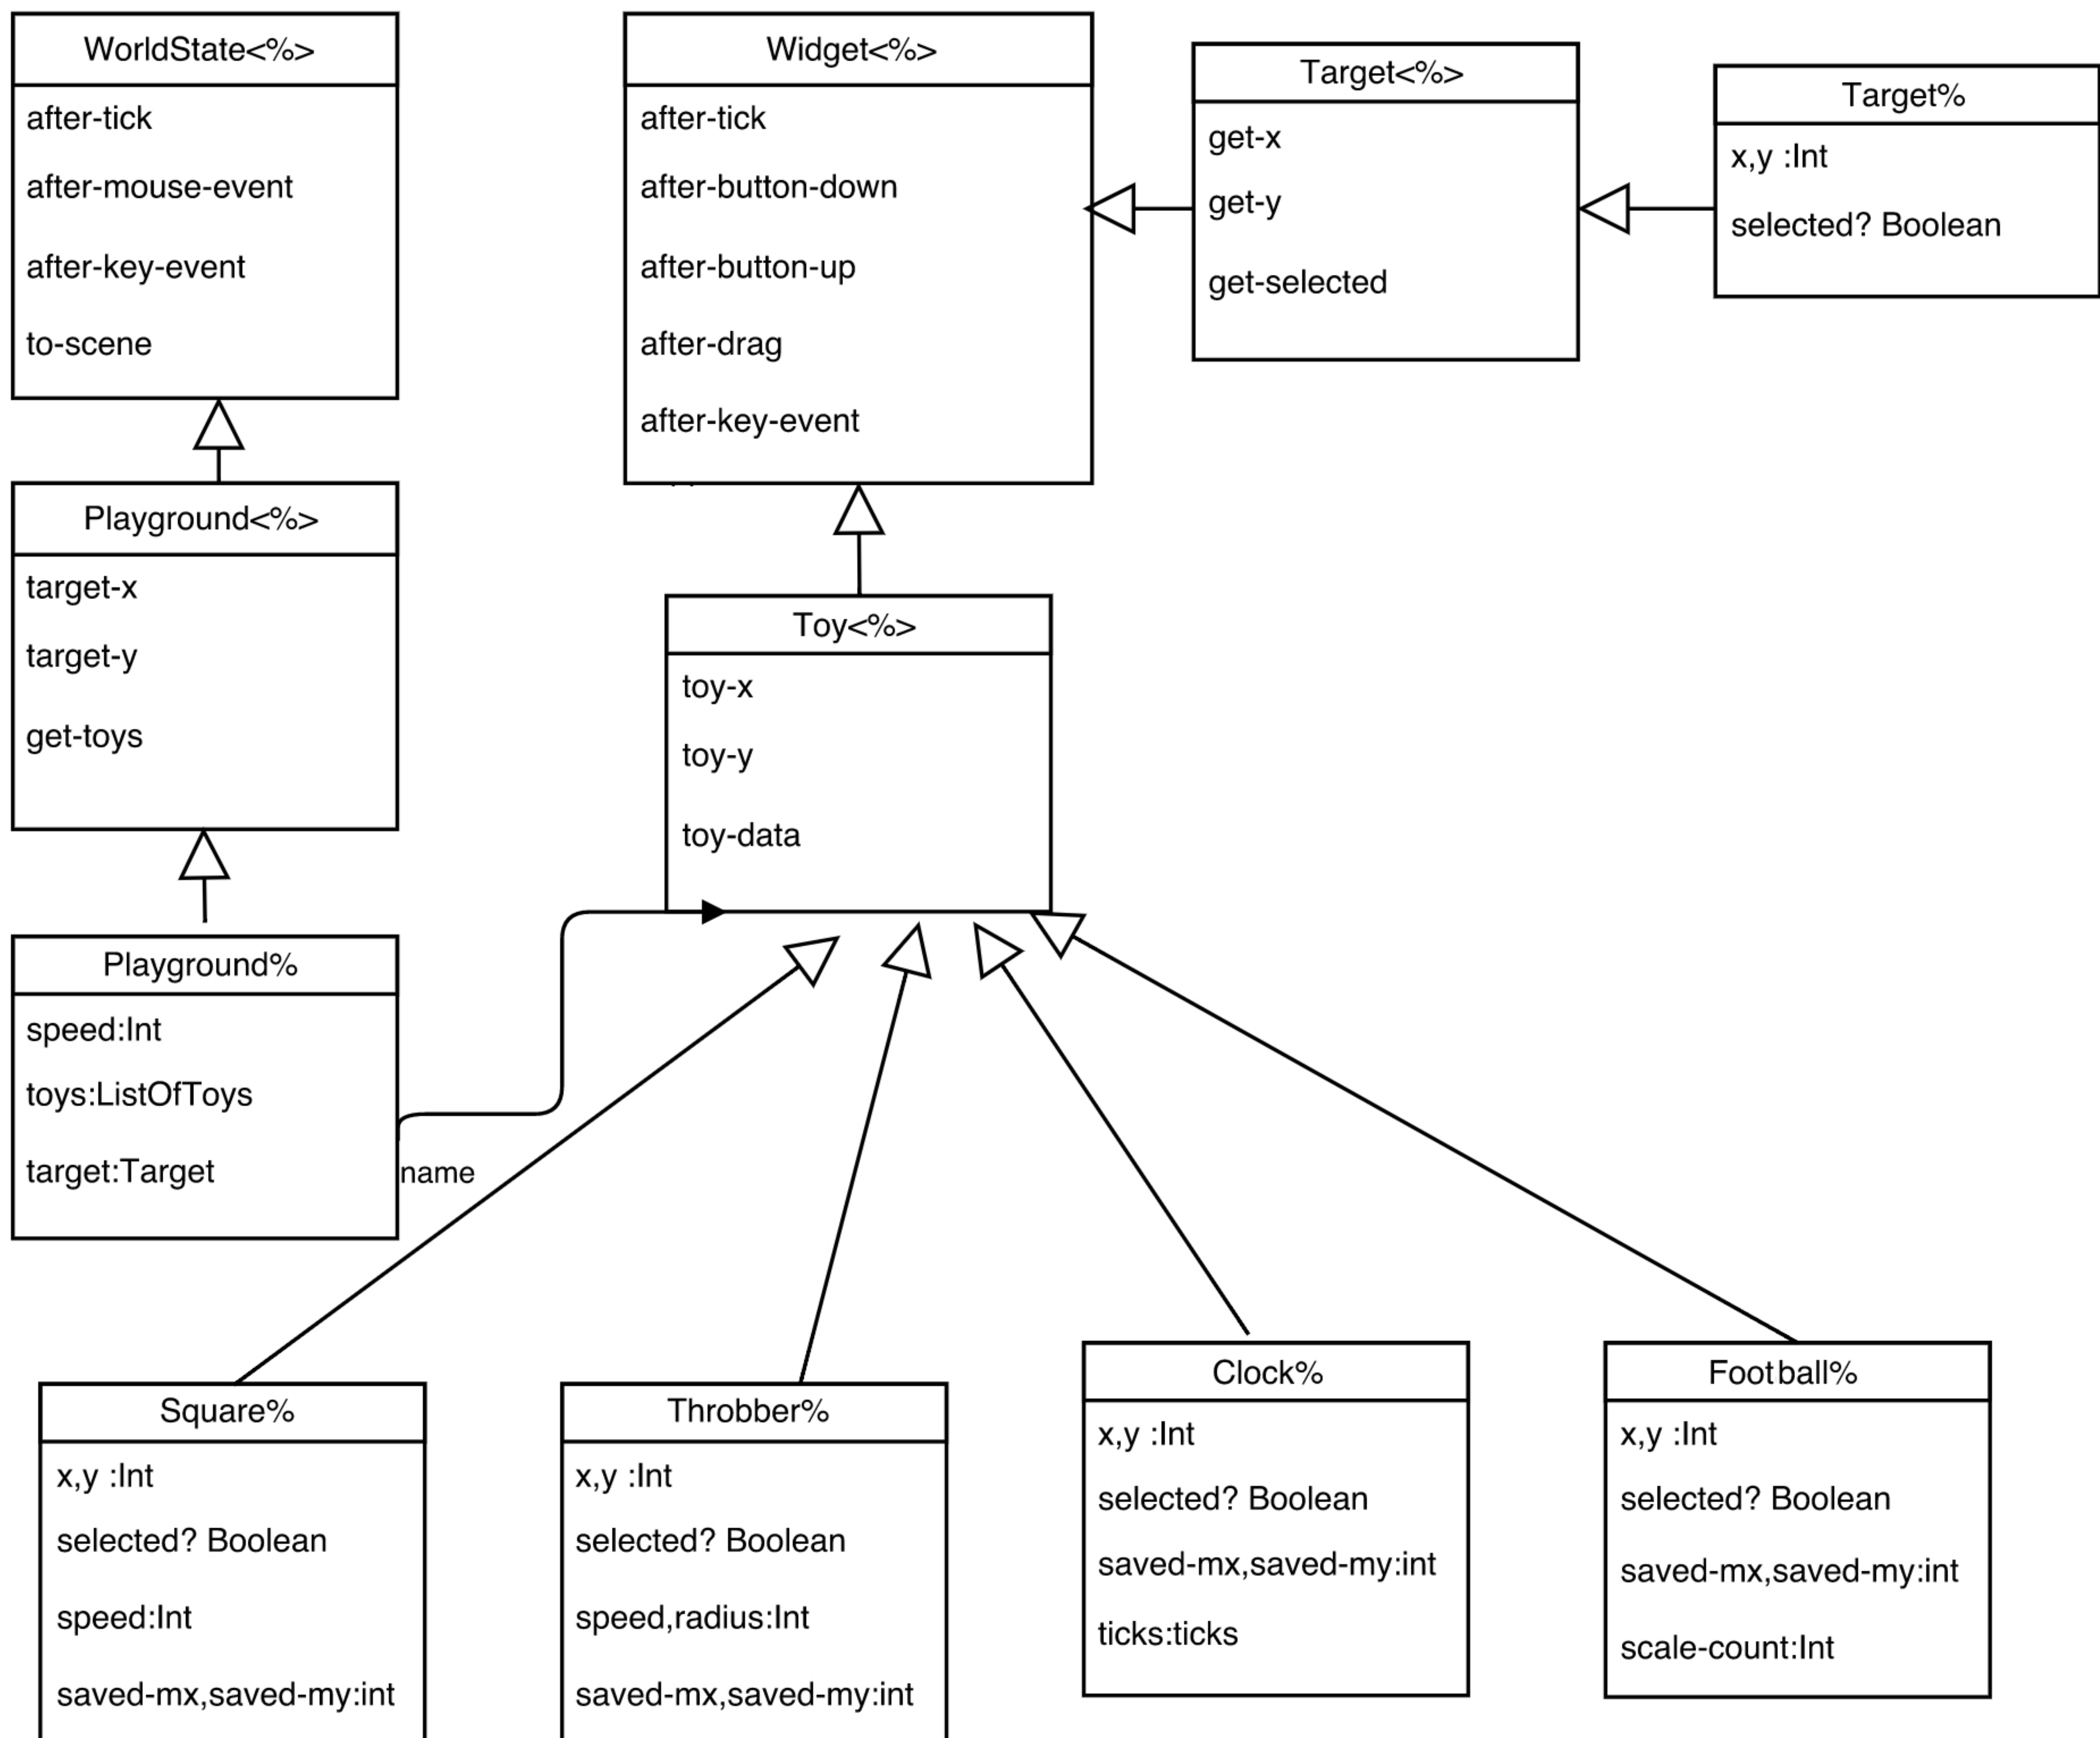 WorldState<%>
after-tick
after-mouse-event
after-key-event
to-scene
Widget<%>
after-tick
after-button-down
after-button-up
after-drag
after-key-event
Target<%>
get-x
get-y
get-selected
Target%
x,y :Int
selected? Boolean
Playground<%>
target-x
target-y
get-toys
Toy<%>
toy-x
toy-y
toy-data
Playground%
speed:Int
toys:ListOfToys
target:Target
name
Square%
x,y :Int
selected? Boolean
speed:Int
saved-mx,saved-my:int
Throbber%
x,y :Int
selected? Boolean
speed,radius:Int
saved-mx,saved-my:int
Clock%
x,y :Int
selected? Boolean
saved-mx,saved-my:int
ticks:ticks
Football%
x,y :Int
selected? Boolean
saved-mx,saved-my:int
scale-count:Int